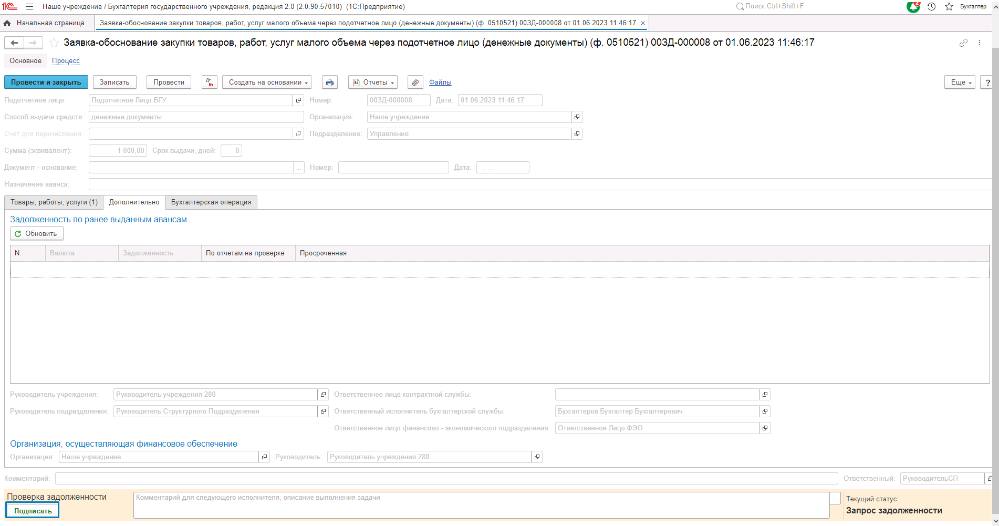 1С Наше учреждение / Бухгалтерия государственного учреждения, редакция 2.0 (2.0.90.57010) (1С:Предприятие) Поиск Ctrl+Shift+F 2 Бухгалтер
Начальная страница Заявка-обоснование закупки товаров, работ, услуг малого объема через подотчетное лицо (денежные документы) (ф. 0510521) 00ЗД-000008 от 01.06.2023 11:46:17 ×
Заявка-обоснование закупки товаров, работ, услуг малого объема через подотчетное лицо (денежные документы) (ф. 0510521) 00ЗД-000008 от 01.06.2023 11:46:17
Основное Процесс
Провести и закрыть Записать Провести Дт Кт Создать на основании Отчеты Файлы Еще ?
Подотчетное лицо: Подотчетное Лицо БГУ Номер: 00ЗД-000008 Дата: 01.06.2023 11:46:17
Способ выдачи средств: денежные документы Организация: Наше учреждение
Счет для перечисления: Подразделение: Управление
Сумма (эквивалент): 1 000,00 Срок выдачи, дней: 0
Документ - основание: ... Номер: Дата: . .
Назначение аванса:
Товары, работы, услуги (1) Дополнительно Бухгалтерская операция
Задолженность по ранее выданным авансам
Обновить
N Валюта Задолженность По отчетам на проверке Просроченная
Руководитель учреждения: Руководитель учреждения 280 Ответственное лицо контрактной службы:
Руководитель подразделения: Руководитель Структурного Подразделения Ответственный исполнитель бухгалтерской службы: Бухгалтеров Бухгалтер Бухгалтерович
Ответственное лицо финансово - экономического подразделения: Ответственное Лицо ФЭО
Организация, осуществляющая финансовое обеспечение
Организация: Наше учреждение Руководитель: Руководитель учреждения 280
Комментарий: Ответственный: РуководительСП
Проверка задолженности Комментарий для следующего исполнителя, описание выполнения задачи ... Текущий статус:
Подписать Запрос задолженности